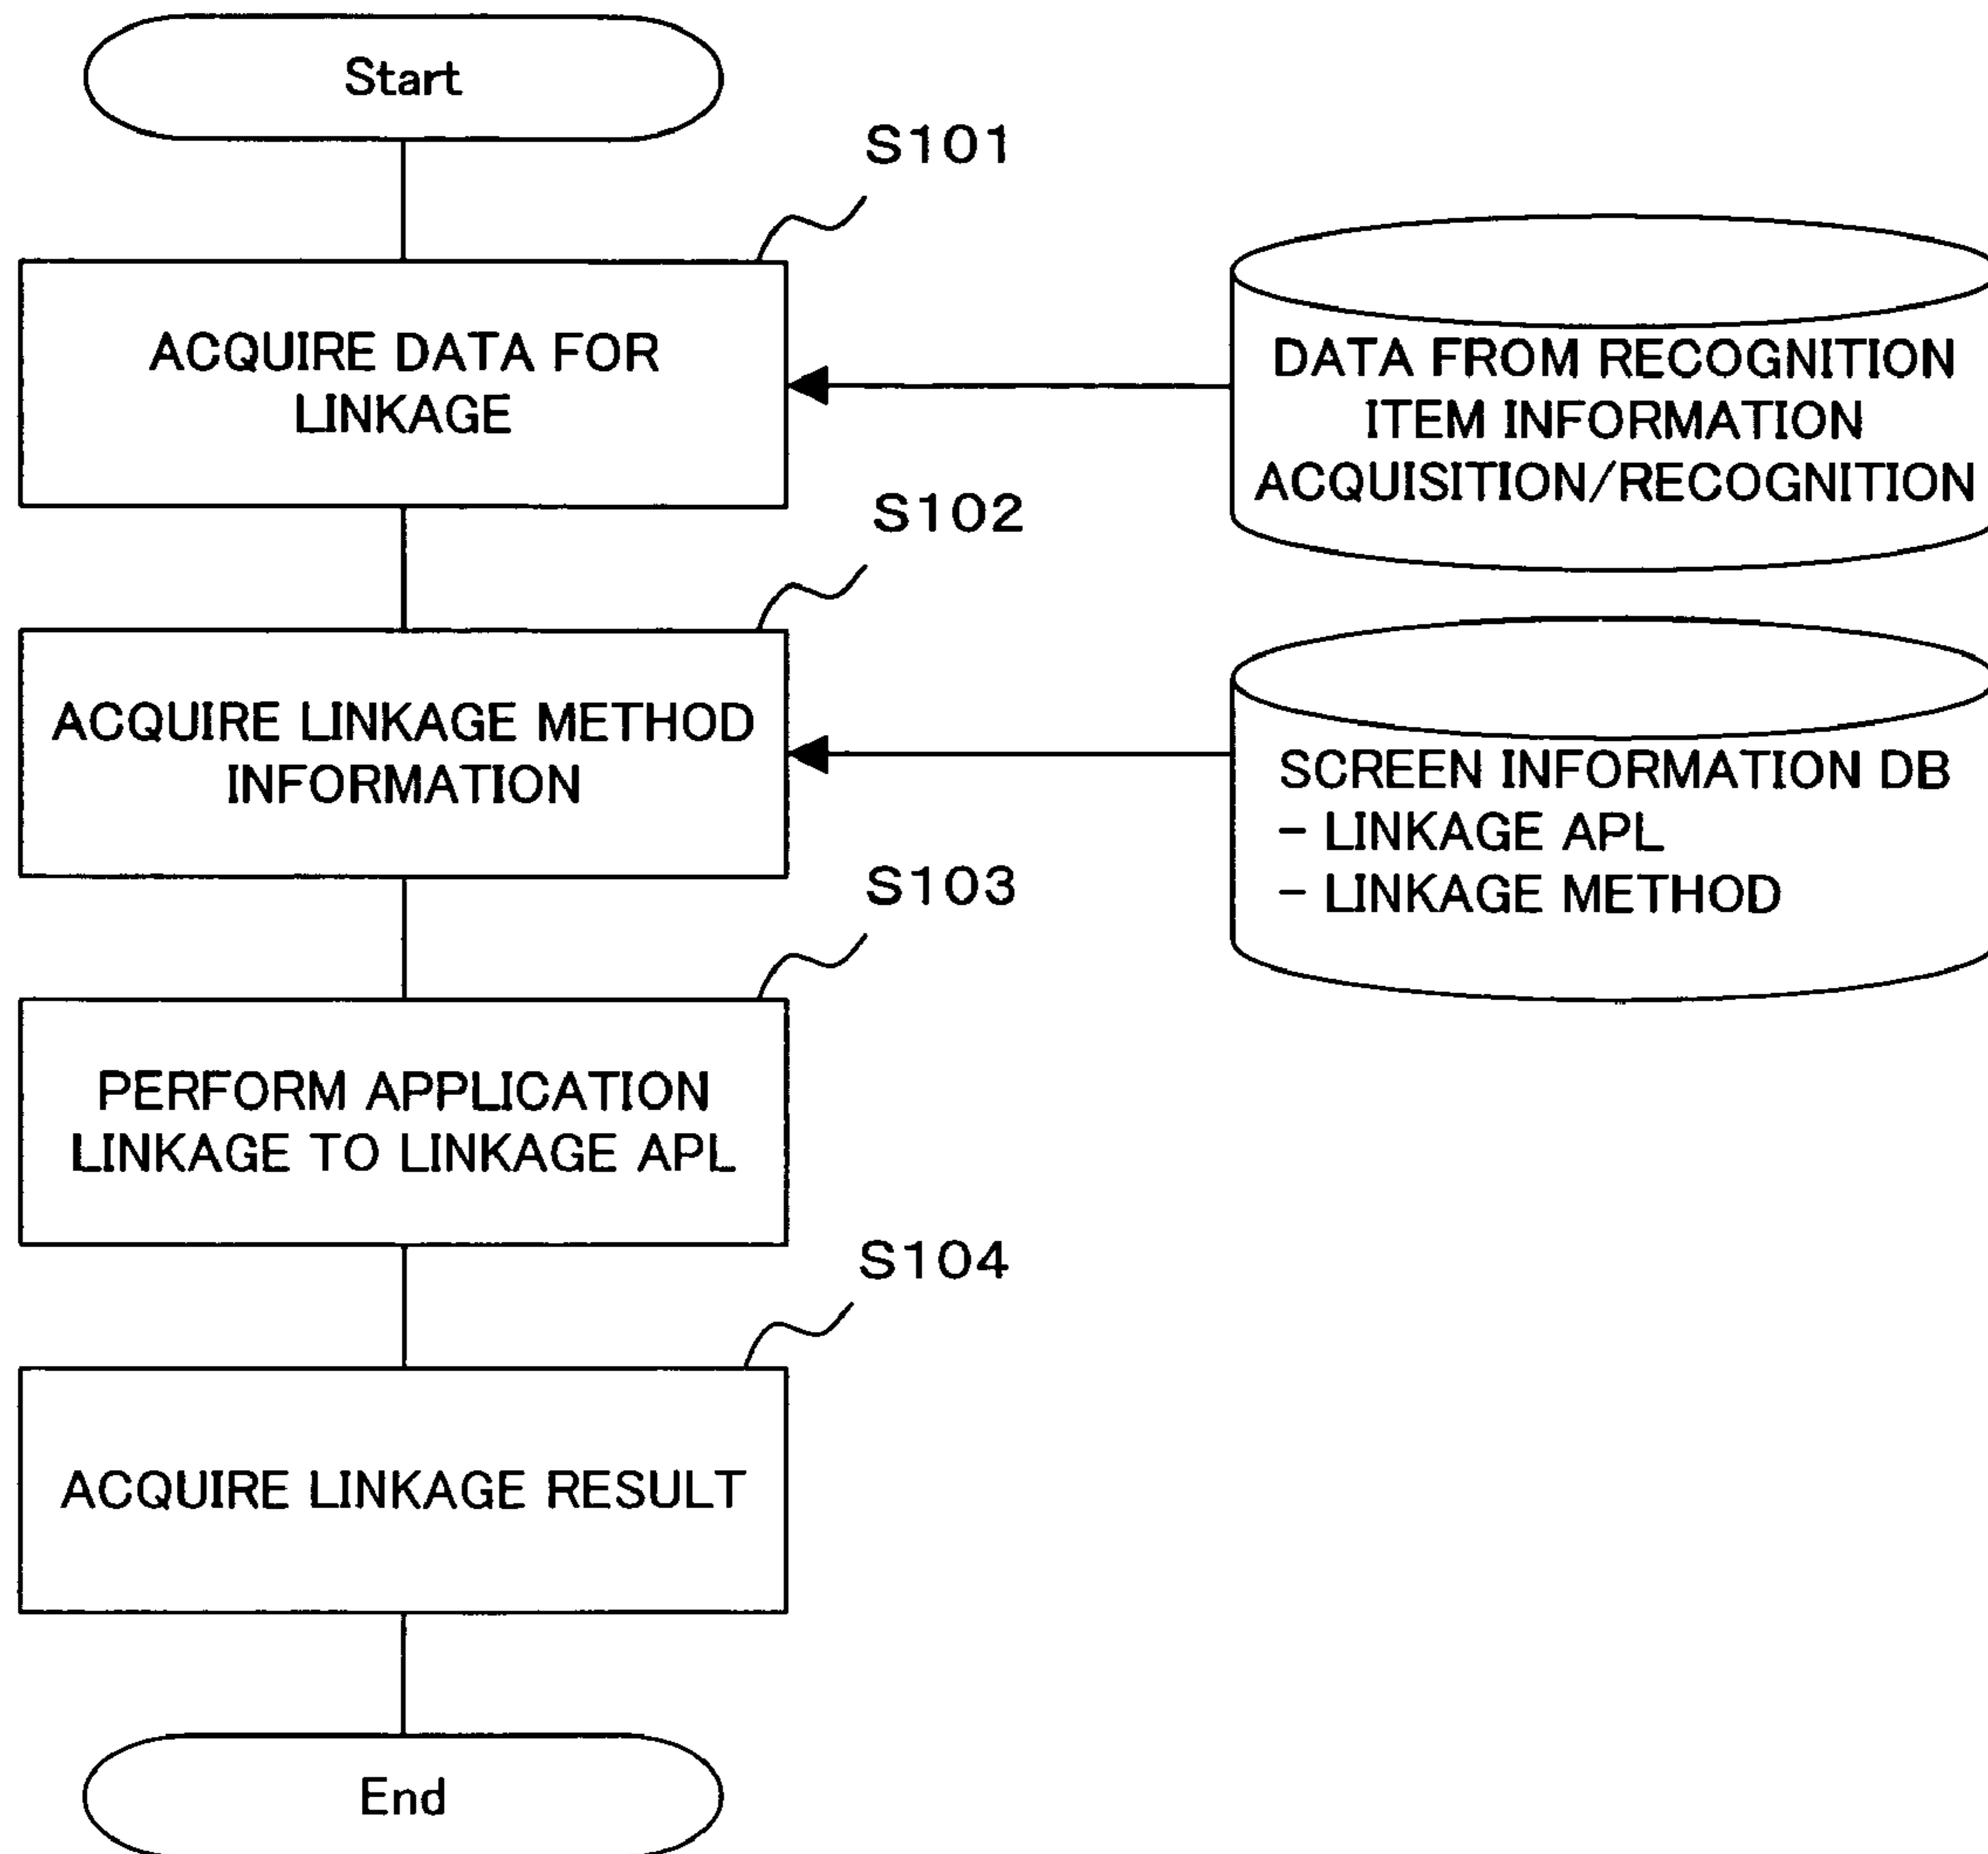 Start
S101
ACQUIRE DATA FOR
LINKAGE
DATA FROM RECOGNITION
ITEM INFORMATION
ACQUISITION/RECOGNITION
S102
ACQUIRE LINKAGE METHOD
INFORMATION
SCREEN INFORMATION DB
- LINKAGE APL
- LINKAGE METHOD
S103
PERFORM APPLICATION
LINKAGE TO LINKAGE APL
S104
ACQUIRE LINKAGE RESULT
End